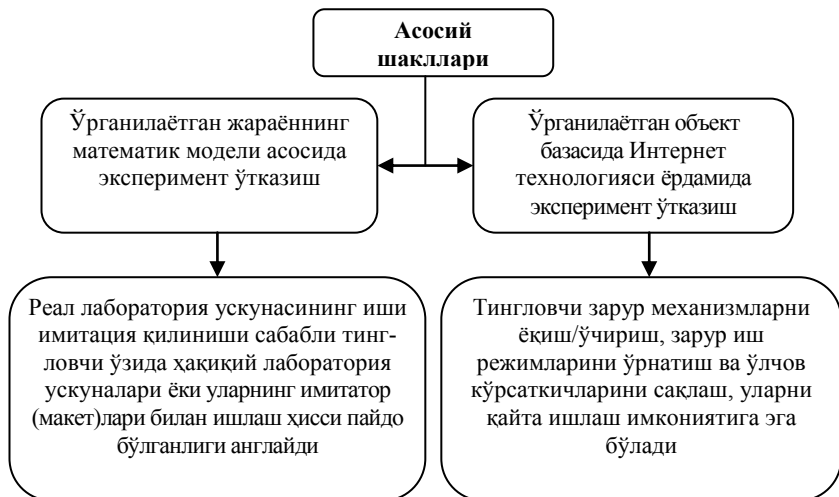 Асосий
шакллари
Ўрганилаётган жараённинг
математик модели асосида
эксперимент ўтказиш
Ўрганилаётган объект
базасида Интернет
технологияси ёрдамида
эксперимент ўтказиш
Реал лаборатория ускунасининг иши
имитация қилиниши сабабли тинг-
ловчи ўзида ҳақиқий лаборатория
ускуналари ёки уларнинг имитатор
(макет)лари билан ишлаш ҳисси пайдо
бўлганлиги англайди
Тингловчи зарур механизмларни
ёқиш/ўчириш, зарур иш
режимларини ўрнатиш ва ўлчов
кўрсаткичларини сақлаш, уларни
қайта ишлаш имкониятига эга
бўлади